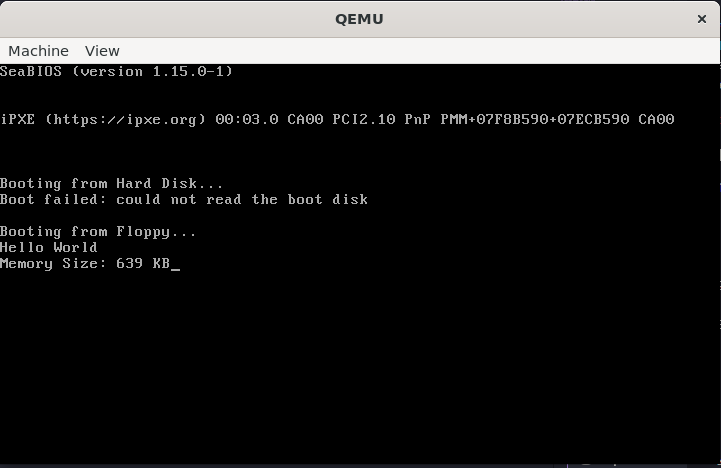 QEMU
×
Machine View
SeaBIOS (version 1.15.0-1)
iPXE (https://ipxe.org) 00:03.0 CA00 PCI2.10 PnP PMM+07F8B590+07ECB590 CA00
Booting from Hard Disk...
Boot failed: could not read the boot disk
Booting from Floppy...
Hello World
Memory Size: 639 KB_